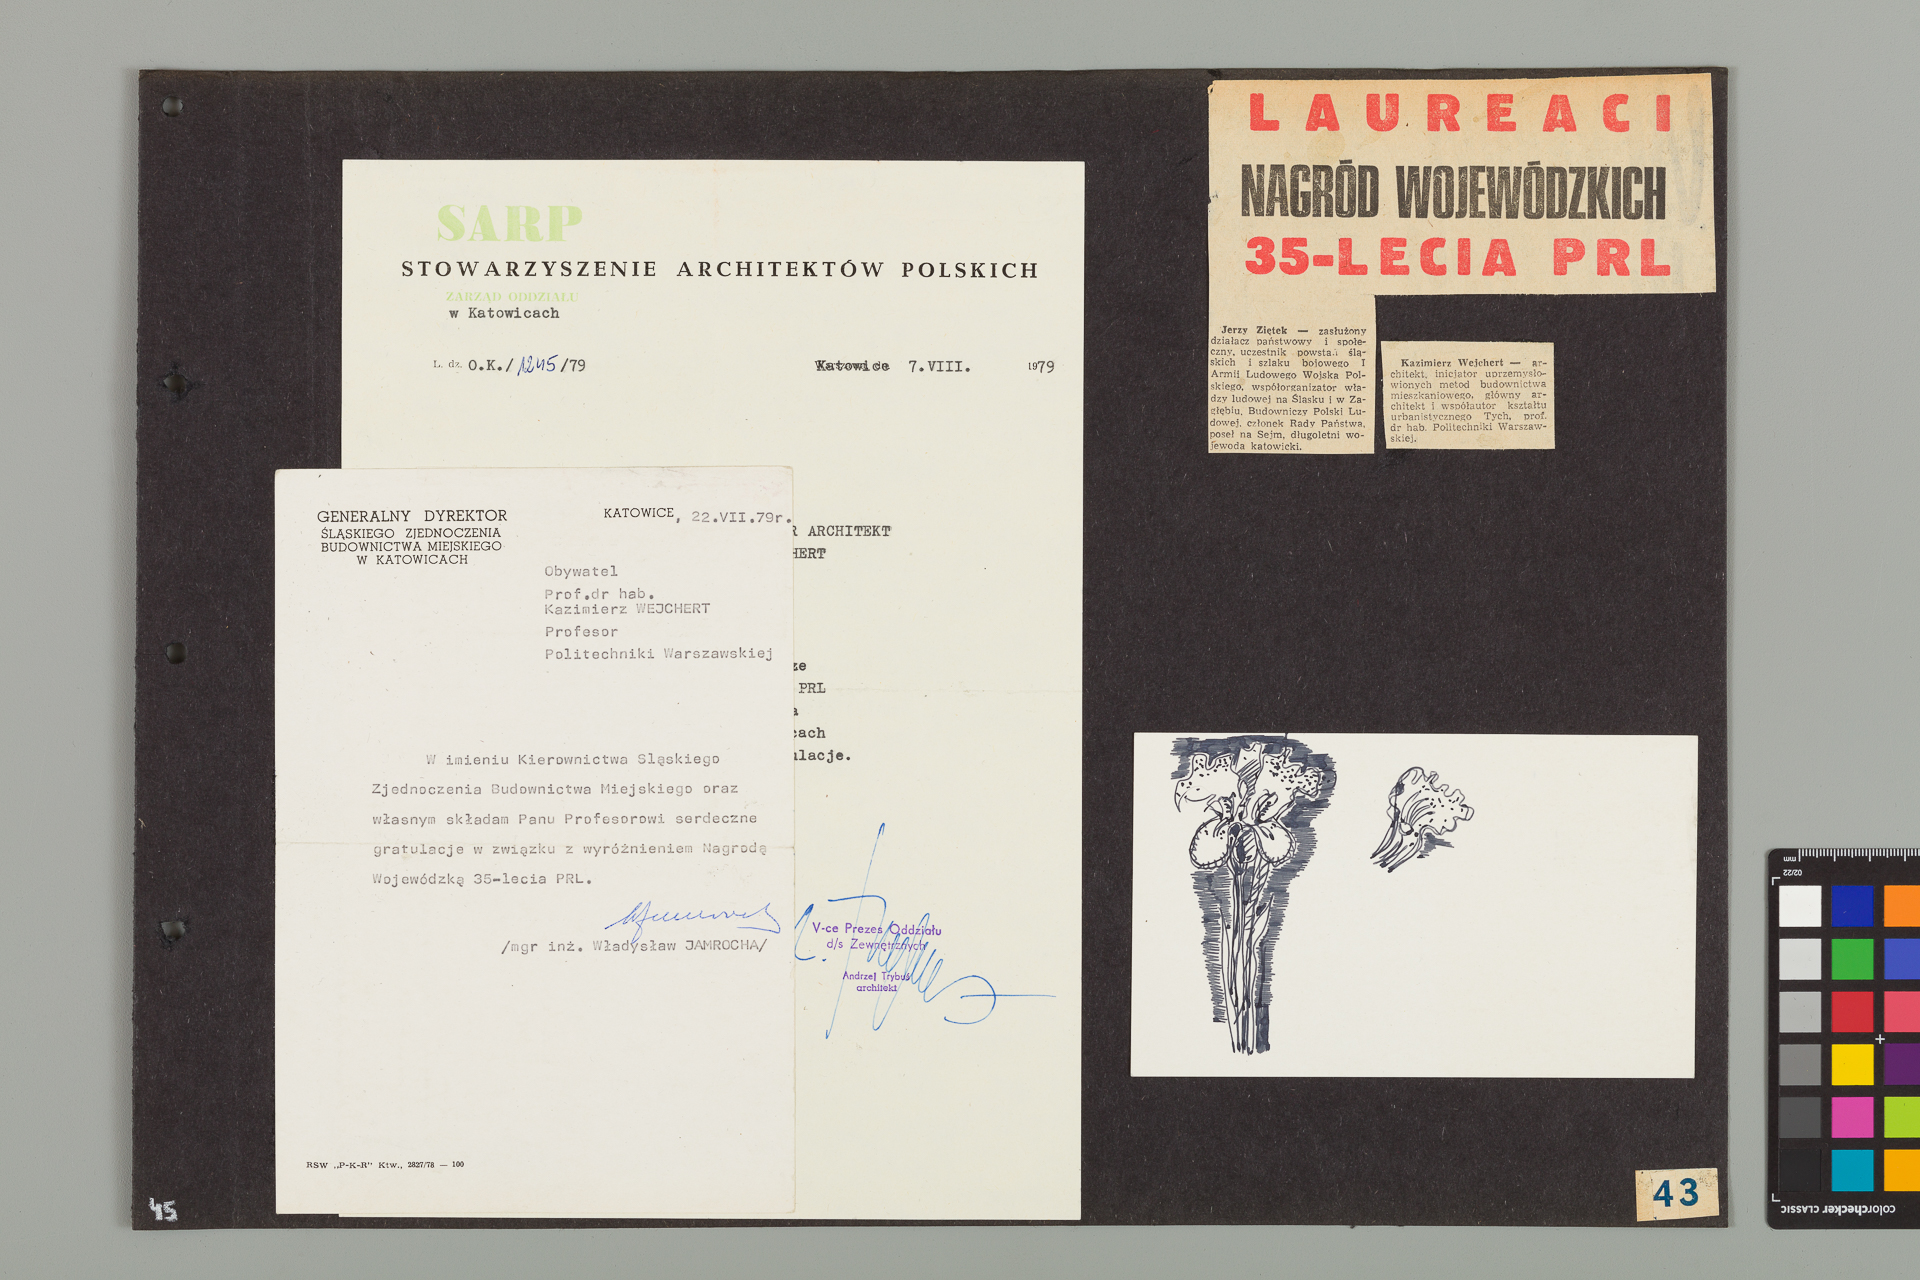 SARP
STOWARZYSZENIE ARCHITEKTÓW POLSKICH
ZARZĄD ODDZIAŁU
w Katowicach
L. dz. O.K./1245/79
Katowice 7.VIII. 1979
R ARCHITEKT
HERT
ze
PRL
a
cach
ulacje.
V-ce Prezes Oddziału
d/s Zewnętrznych
Andrzej Trybuś
architekt
GENERALNY DYREKTOR
ŚLĄSKIEGO ZJEDNOCZENIA
BUDOWNICTWA MIEJSKIEGO
W KATOWICACH
KATOWICE, 22.VII.79r.
Obywatel
Prof.dr hab.
Kazimierz WEJCHERT
Profesor
Politechniki Warszawskiej
W imieniu Kierownictwa Śląskiego
Zjednoczenia Budownictwa Miejskiego oraz
własnym składam Panu Profesorowi serdeczne
gratulacje w związku z wyróżnieniem Nagrodą
Wojewódzką 35-lecia PRL.
/mgr inż. Władysław JAMROCHA/
RSW „P-K-R" Ktw., 2827/78 — 100
LAUREACI
NAGRÓD WOJEWÓDZKICH
35-LECIA PRL
Jerzy Ziętek — zasłużony
działacz państwowy i społe-
czny, uczestnik powstań ślą-
skich i szlaku bojowego I
Armii Ludowego Wojska Pol-
skiego, współorganizator wła-
dzy ludowej na Śląsku i w Za-
głębiu, Budowniczy Polski Lu-
dowej, członek Rady Państwa,
poseł na Sejm, długoletni wo-
jewoda katowicki.
Kazimierz Wejchert — ar-
chitekt, inicjator uprzemysło-
wionych metod budownictwa
mieszkaniowego, główny ar-
chitekt i współautor kształtu
urbanistycznego Tych, prof.
dr hab. Politechniki Warszaw-
skiej.
45
43
mm
02/22
colorchecker CLASSIC